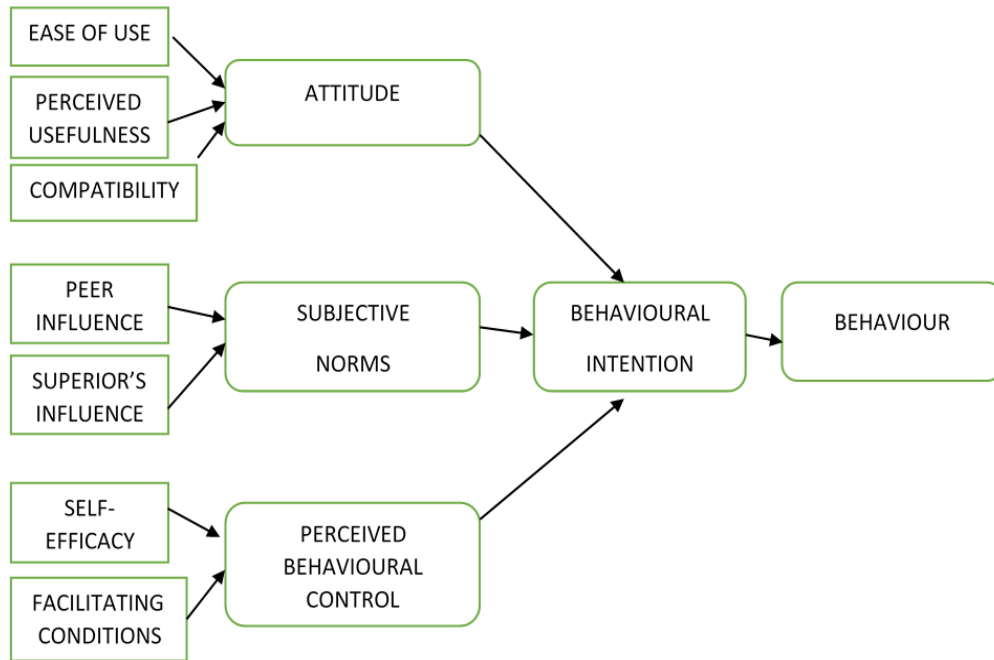 EASE OF USE
PERCEIVED
USEFULNESS
COMPATIBILITY
ATTITUDE
PEER
INFLUENCE
SUPERIOR’S
INFLUENCE
SUBJECTIVE
NORMS
BEHAVIOURAL
INTENTION
BEHAVIOUR
SELF-
EFFICACY
FACILITATING
CONDITIONS
PERCEIVED
BEHAVIOURAL
CONTROL